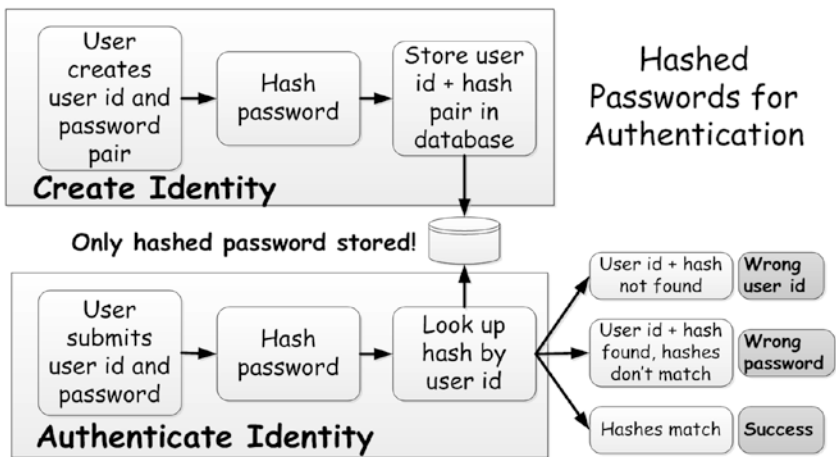 User
creates
user id and
password
pair
Hash
password
Store user
id + hash
pair in
database
Create Identity
Hashed
Passwords for
Authentication
Only hashed password stored!
User
submits
user id and
password
Hash
password
Look up
hash by
user id
Authenticate Identity
User id + hash
not found
Wrong
user id
User id + hash
found, hashes
don't match
Wrong
password
Hashes match
Success